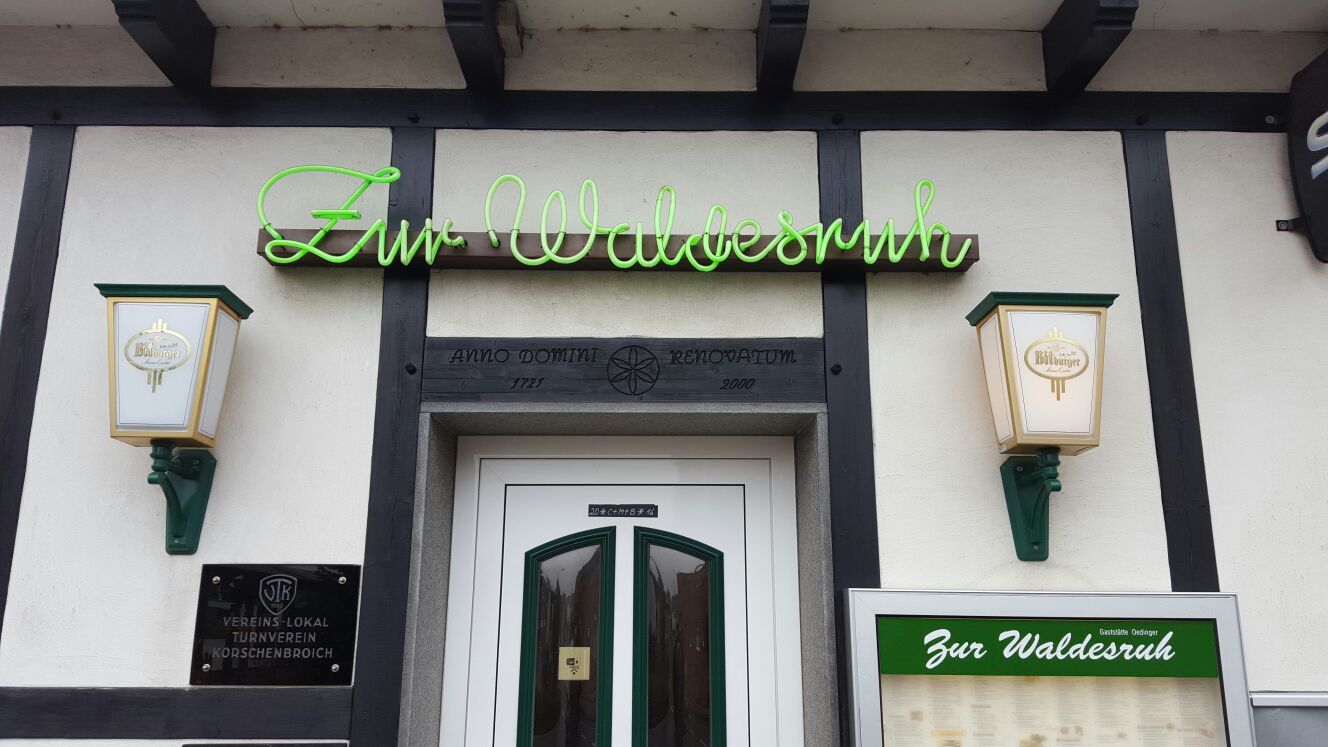 Zur Waldesruh
ANNO DOMINI RENOVATUM
1721 2000
Bitburger
Bitburger
20*C+M+B*16
VEREINS-LOKAL
TURNVEREIN
KORSCHENBROICH
Gaststätte Oedinger
Zur Waldesruh